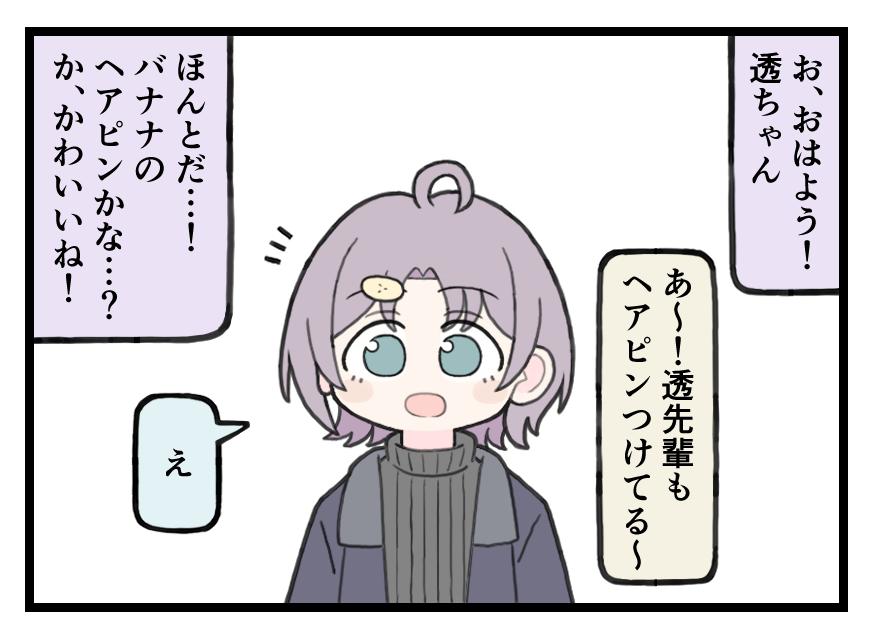 お、おはよう！
透ちゃん
あ〜！透先輩も
ヘアピンつけてる〜
ほんとだ…！
バナナの
ヘアピンかな…？
か、かわいいね！
え